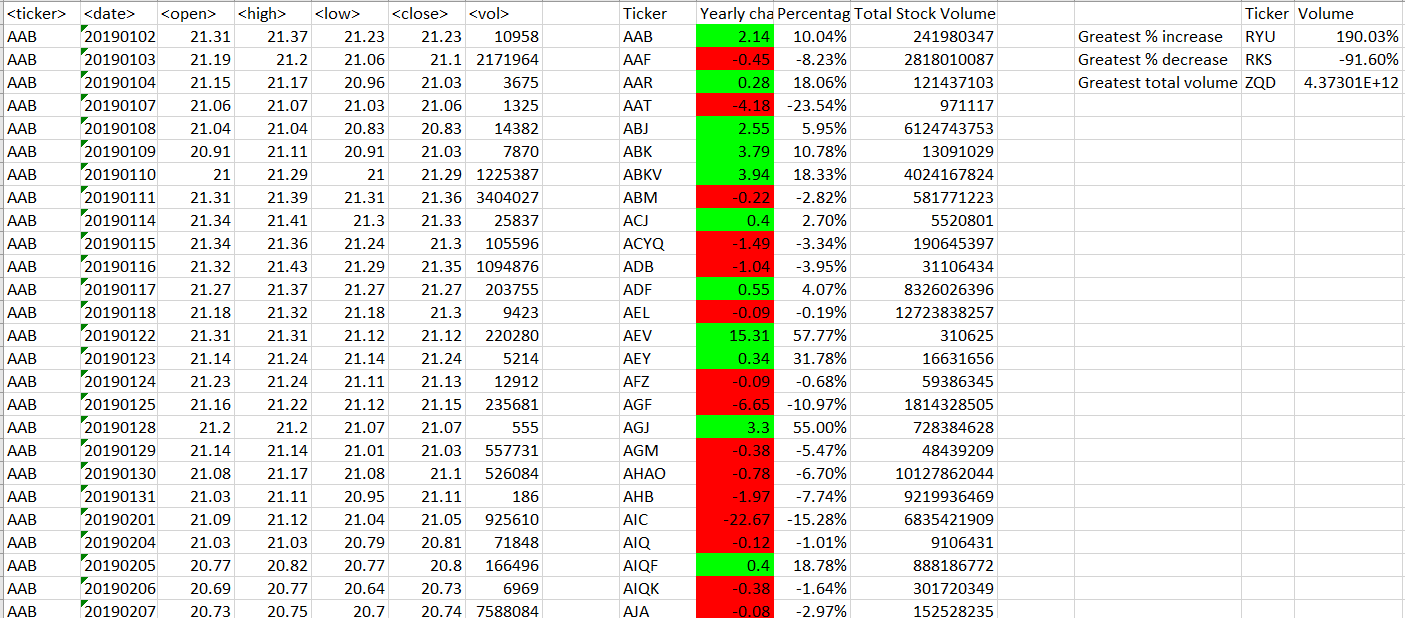 <ticker> <date> <open> <high> <low> <close> <vol> Ticker Yearly cha Percentag Total Stock Volume Ticker Volume
AAB 20190102 21.31 21.37 21.23 21.23 10958 AAB 2.14 10.04% 241980347 Greatest % increase RYU 190.03%
AAB 20190103 21.19 21.2 21.06 21.1 2171964 AAF -0.45 -8.23% 2818010087 Greatest % decrease RKS -91.60%
AAB 20190104 21.15 21.17 20.96 21.03 3675 AAR 0.28 18.06% 121437103 Greatest total volume ZQD 4.37301E+12
AAB 20190107 21.06 21.07 21.03 21.06 1325 AAT -4.18 -23.54% 971117
AAB 20190108 21.04 21.04 20.83 20.83 14382 ABJ 2.55 5.95% 6124743753
AAB 20190109 20.91 21.11 20.91 21.03 7870 ABK 3.79 10.78% 13091029
AAB 20190110 21 21.29 21 21.29 1225387 ABKV 3.94 18.33% 4024167824
AAB 20190111 21.31 21.39 21.31 21.36 3404027 ABM -0.22 -2.82% 581771223
AAB 20190114 21.34 21.41 21.3 21.33 25837 ACJ 0.4 2.70% 5520801
AAB 20190115 21.34 21.36 21.24 21.3 105596 ACYQ -1.49 -3.34% 190645397
AAB 20190116 21.32 21.43 21.29 21.35 1094876 ADB -1.04 -3.95% 31106434
AAB 20190117 21.27 21.37 21.27 21.27 203755 ADF 0.55 4.07% 8326026396
AAB 20190118 21.18 21.32 21.18 21.3 9423 AEL -0.09 -0.19% 12723838257
AAB 20190122 21.31 21.31 21.12 21.12 220280 AEV 15.31 57.77% 310625
AAB 20190123 21.14 21.24 21.14 21.24 5214 AEY 0.34 31.78% 16631656
AAB 20190124 21.23 21.24 21.11 21.13 12912 AFZ -0.09 -0.68% 59386345
AAB 20190125 21.16 21.22 21.12 21.15 235681 AGF -6.65 -10.97% 1814328505
AAB 20190128 21.2 21.2 21.07 21.07 555 AGJ 3.3 55.00% 728384628
AAB 20190129 21.14 21.14 21.01 21.03 557731 AGM -0.38 -5.47% 48439209
AAB 20190130 21.08 21.17 21.08 21.1 526084 AHAO -0.78 -6.70% 10127862044
AAB 20190131 21.03 21.11 20.95 21.11 186 AHB -1.97 -7.74% 9219936469
AAB 20190201 21.09 21.12 21.04 21.05 925610 AIC -22.67 -15.28% 6835421909
AAB 20190204 21.03 21.03 20.79 20.81 71848 AIQ -0.12 -1.01% 9106431
AAB 20190205 20.77 20.82 20.77 20.8 166496 AIQF 0.4 18.78% 888186772
AAB 20190206 20.69 20.77 20.64 20.73 6969 AIQK -0.38 -1.64% 301720349
AAB 20190207 20.73 20.75 20.7 20.74 7588084 AJA -0.08 -2.97% 152528235